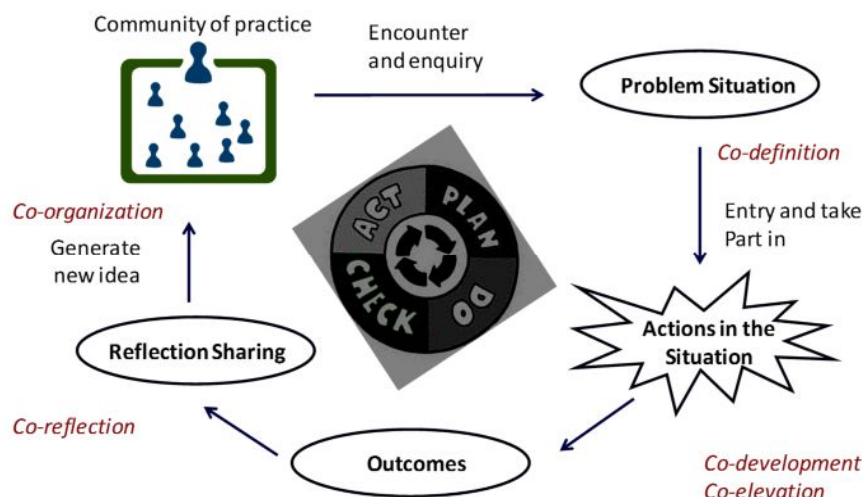 Community of practice
Encounter
and enquiry
Problem Situation
Co-definition
Entry and take
Part in
Actions in the
Situation
Co-development
Co-elevation
Outcomes
Co-reflection
Reflection Sharing
Generate
new idea
Co-organization
ACT
PLAN
DO
CHECK